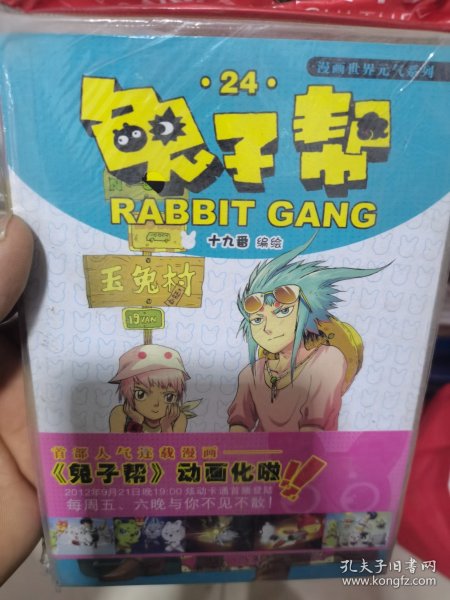 漫画世界元气系列
·24·
兔子帮
RABBIT GANG
十九番 编绘
玉兔村
19FAN
首部人气连载漫画——
《兔子帮》动画化啦!!
2012年9月21日晚19:00 炫动卡通首播登陆
每周五、六晚与你不见不散!
孔夫子旧书网
www.kongfz.com